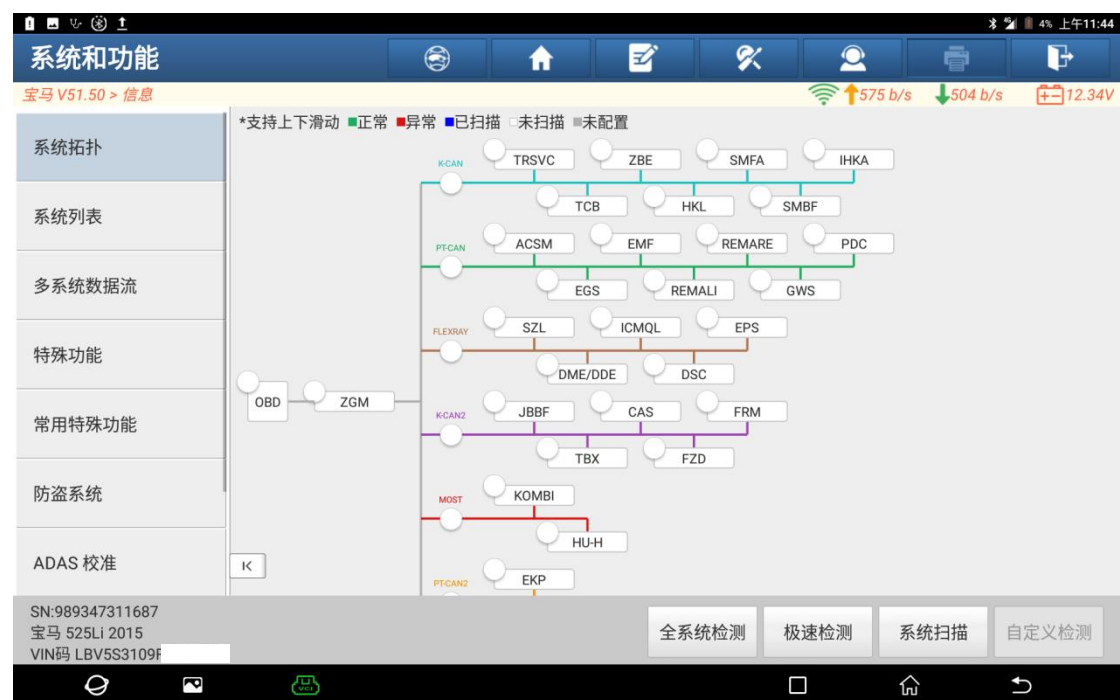 4G 4% 上午11:44
系统和功能
宝马 V51.50 > 信息
575 b/s 504 b/s 12.34V
系统拓扑
系统列表
多系统数据流
特殊功能
常用特殊功能
防盗系统
ADAS 校准
*支持上下滑动 正常 异常 已扫描 未扫描 未配置
OBD ZGM
K-CAN TRSVC ZBE SMFA IHKA
TCB HKL SMBF
PT-CAN ACSM EMF REMARE PDC
EGS REMALI GWS
FLEXRAY SZL ICMQL EPS
DME/DDE DSC
K-CAN2 JBBF CAS FRM
TBX FZD
MOST KOMBI
HU-H
PT-CAN2 EKP
SN:989347311687
宝马 525Li 2015
VIN码 LBV5S3109F
全系统检测 极速检测 系统扫描 自定义检测
VCI